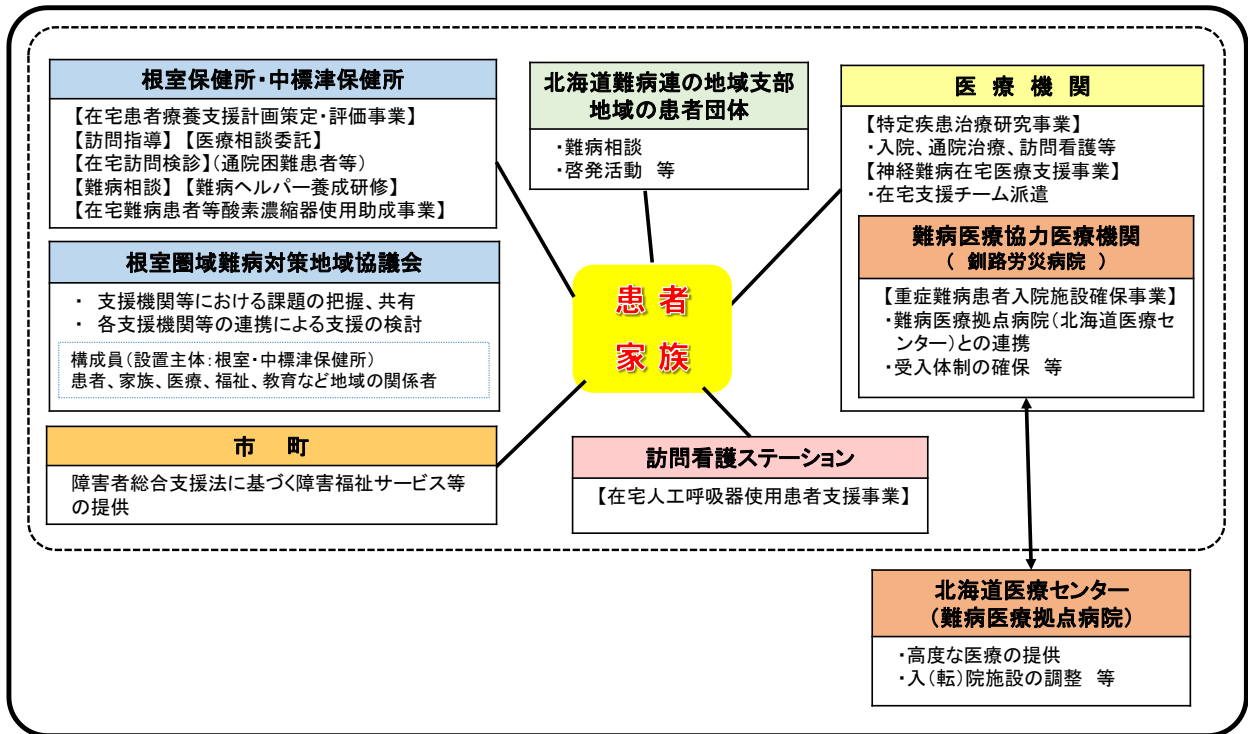 根室保健所・中標津保健所
【在宅患者療養支援計画策定・評価事業】
【訪問指導】【医療相談委託】
【在宅訪問検診】（通院困難患者等）
【難病相談】【難病ヘルパー養成研修】
【在宅難病患者等酸素濃縮器使用助成事業】
根室圏域難病対策地域協議会
・ 支援機関等における課題の把握、共有
・ 各支援機関等の連携による支援の検討
構成員（設置主体：根室・中標津保健所）
患者、家族、医療、福祉、教育など地域の関係者
市　町
障害者総合支援法に基づく障害福祉サービス等
の提供
北海道難病連の地域支部
地域の患者団体
・難病相談
・啓発活動 等
患 者
家 族
訪問看護ステーション
【在宅人工呼吸器使用患者支援事業】
医 療 機 関
【特定疾患治療研究事業】
・入院、通院治療、訪問看護等
【神経難病在宅医療支援事業】
・在宅支援チーム派遣
難病医療協力医療機関
（ 釧路労災病院 ）
【重症難病患者入院施設確保事業】
・難病医療拠点病院（北海道医療セ
ンター）との連携
・受入体制の確保 等
北海道医療センター
（難病医療拠点病院）
・高度な医療の提供
・入（転）院施設の調整 等